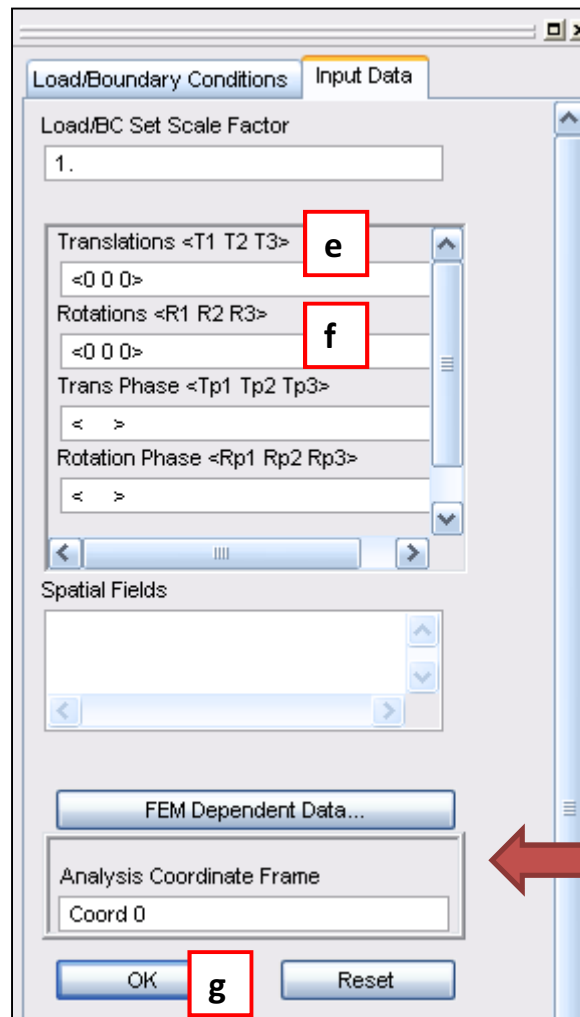 Load/Boundary Conditions Input Data
Load/BC Set Scale Factor
1.
Translations <T1 T2 T3> e
<0 0 0>
Rotations <R1 R2 R3> f
<0 0 0>
Trans Phase <Tp1 Tp2 Tp3>
< >
Rotation Phase <Rp1 Rp2 Rp3>
< >
Spatial Fields
FEM Dependent Data...
Analysis Coordinate Frame
Coord 0
OK g Reset